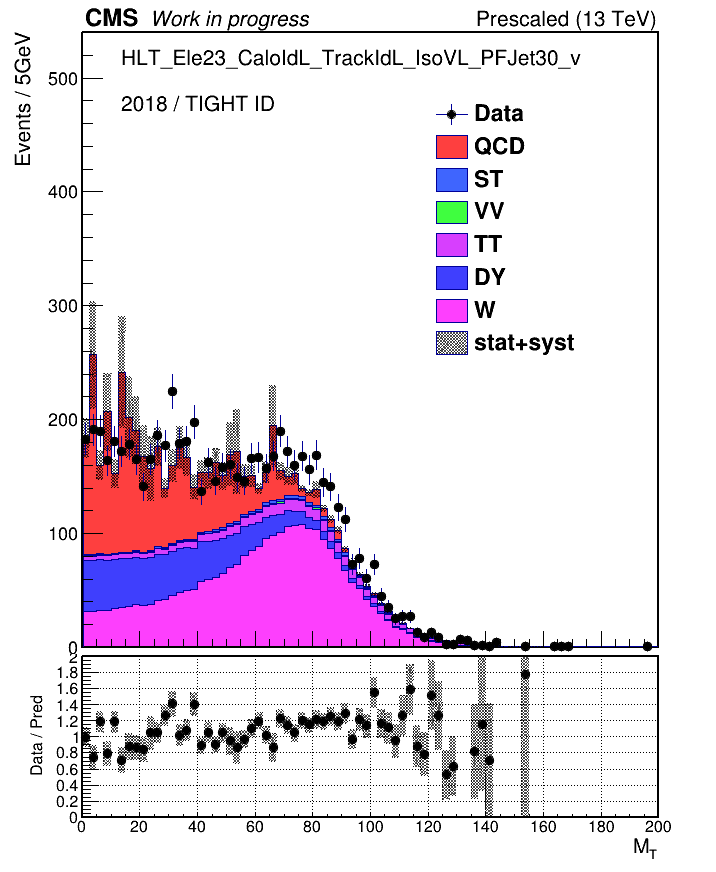 CMS Work in progress Prescaled (13 TeV)
Events / 5GeV
HLT_Ele23_CaloIdL_TrackIdL_IsoVL_PFJet30_v
2018 / TIGHT ID
Data
QCD
ST
VV
TT
DY
W
stat+syst
500
400
300
200
100
0
Data / Pred
2
1.8
1.6
1.4
1.2
1
0.8
0.6
0.4
0.2
0
0 20 40 60 80 100 120 140 160 180 200
M_T